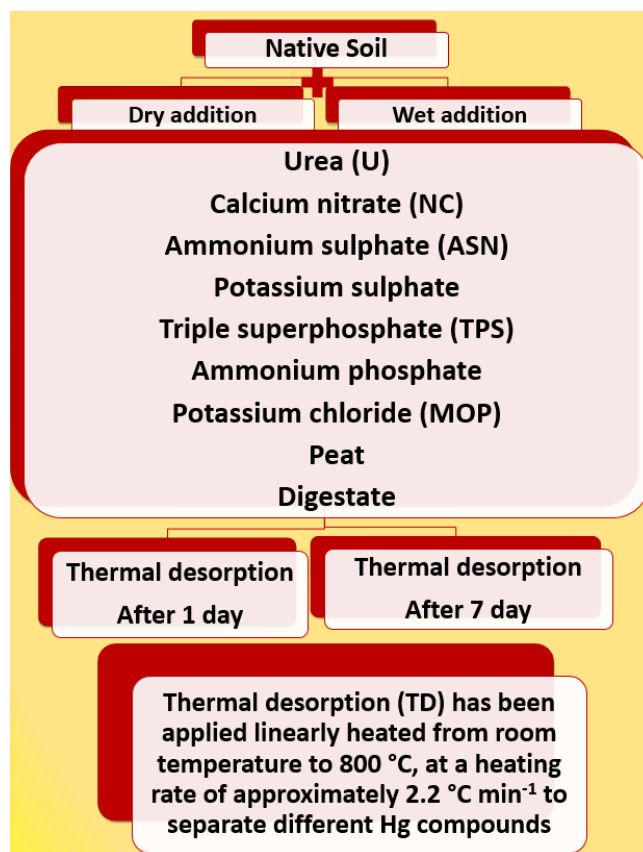 Native Soil
Dry addition
Wet addition
Urea (U)
Calcium nitrate (NC)
Ammonium sulphate (ASN)
Potassium sulphate
Triple superphosphate (TPS)
Ammonium phosphate
Potassium chloride (MOP)
Peat
Digestate
Thermal desorption
After 1 day
Thermal desorption
After 7 day
Thermal desorption (TD) has been
applied linearly heated from room
temperature to 800 °C, at a heating
rate of approximately 2.2 °C min⁻¹ to
separate different Hg compounds